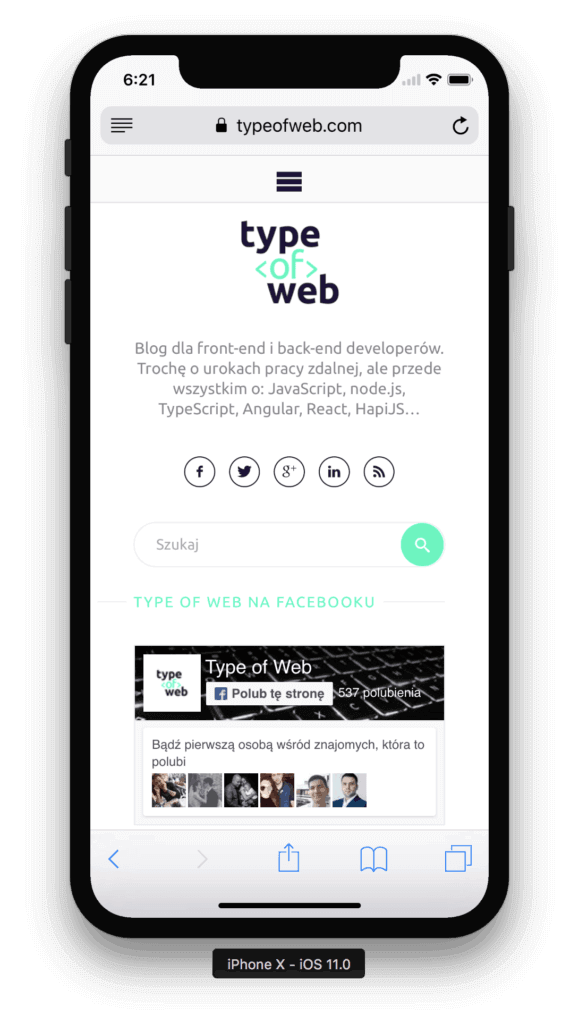 6:21
typeofweb.com
type
<of>
web
Blog dla front-end i back-end developerów.
Trochę o urokach pracy zdalnej, ale przede
wszystkim o: JavaScript, node.js,
TypeScript, Angular, React, HapiJS…
Szukaj
TYPE OF WEB NA FACEBOOKU
type
<of>
web
Type of Web
Polub tę stronę
537 polubienia
Bądź pierwszą osobą wśród znajomych, która to
polubi
iPhone X - iOS 11.0